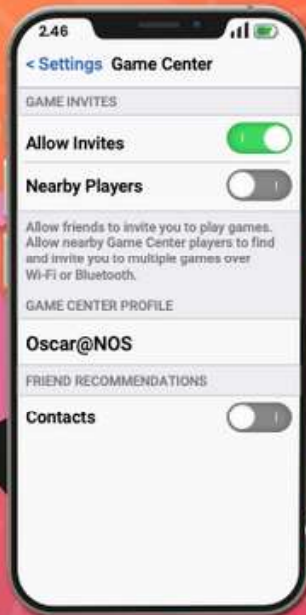 2.46
< Settings Game Center
GAME INVITES
Allow Invites
Nearby Players
Allow friends to invite you to play games.
Allow nearby Game Center players to find
and invite you to multiple games over
Wi-Fi or Bluetooth.
GAME CENTER PROFILE
Oscar@NOS
FRIEND RECOMMENDATIONS
Contacts